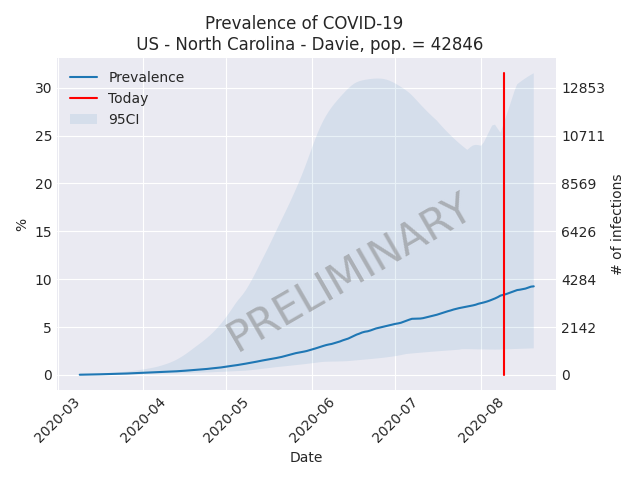 Prevalence of COVID-19
US - North Carolina - Davie, pop. = 42846
Prevalence
Today
95CI
30
25
20
15
10
5
0
%
12853
10711
8569
6426
4284
2142
0
# of infections
PRELIMINARY
2020-03
2020-04
2020-05
2020-06
2020-07
2020-08
Date